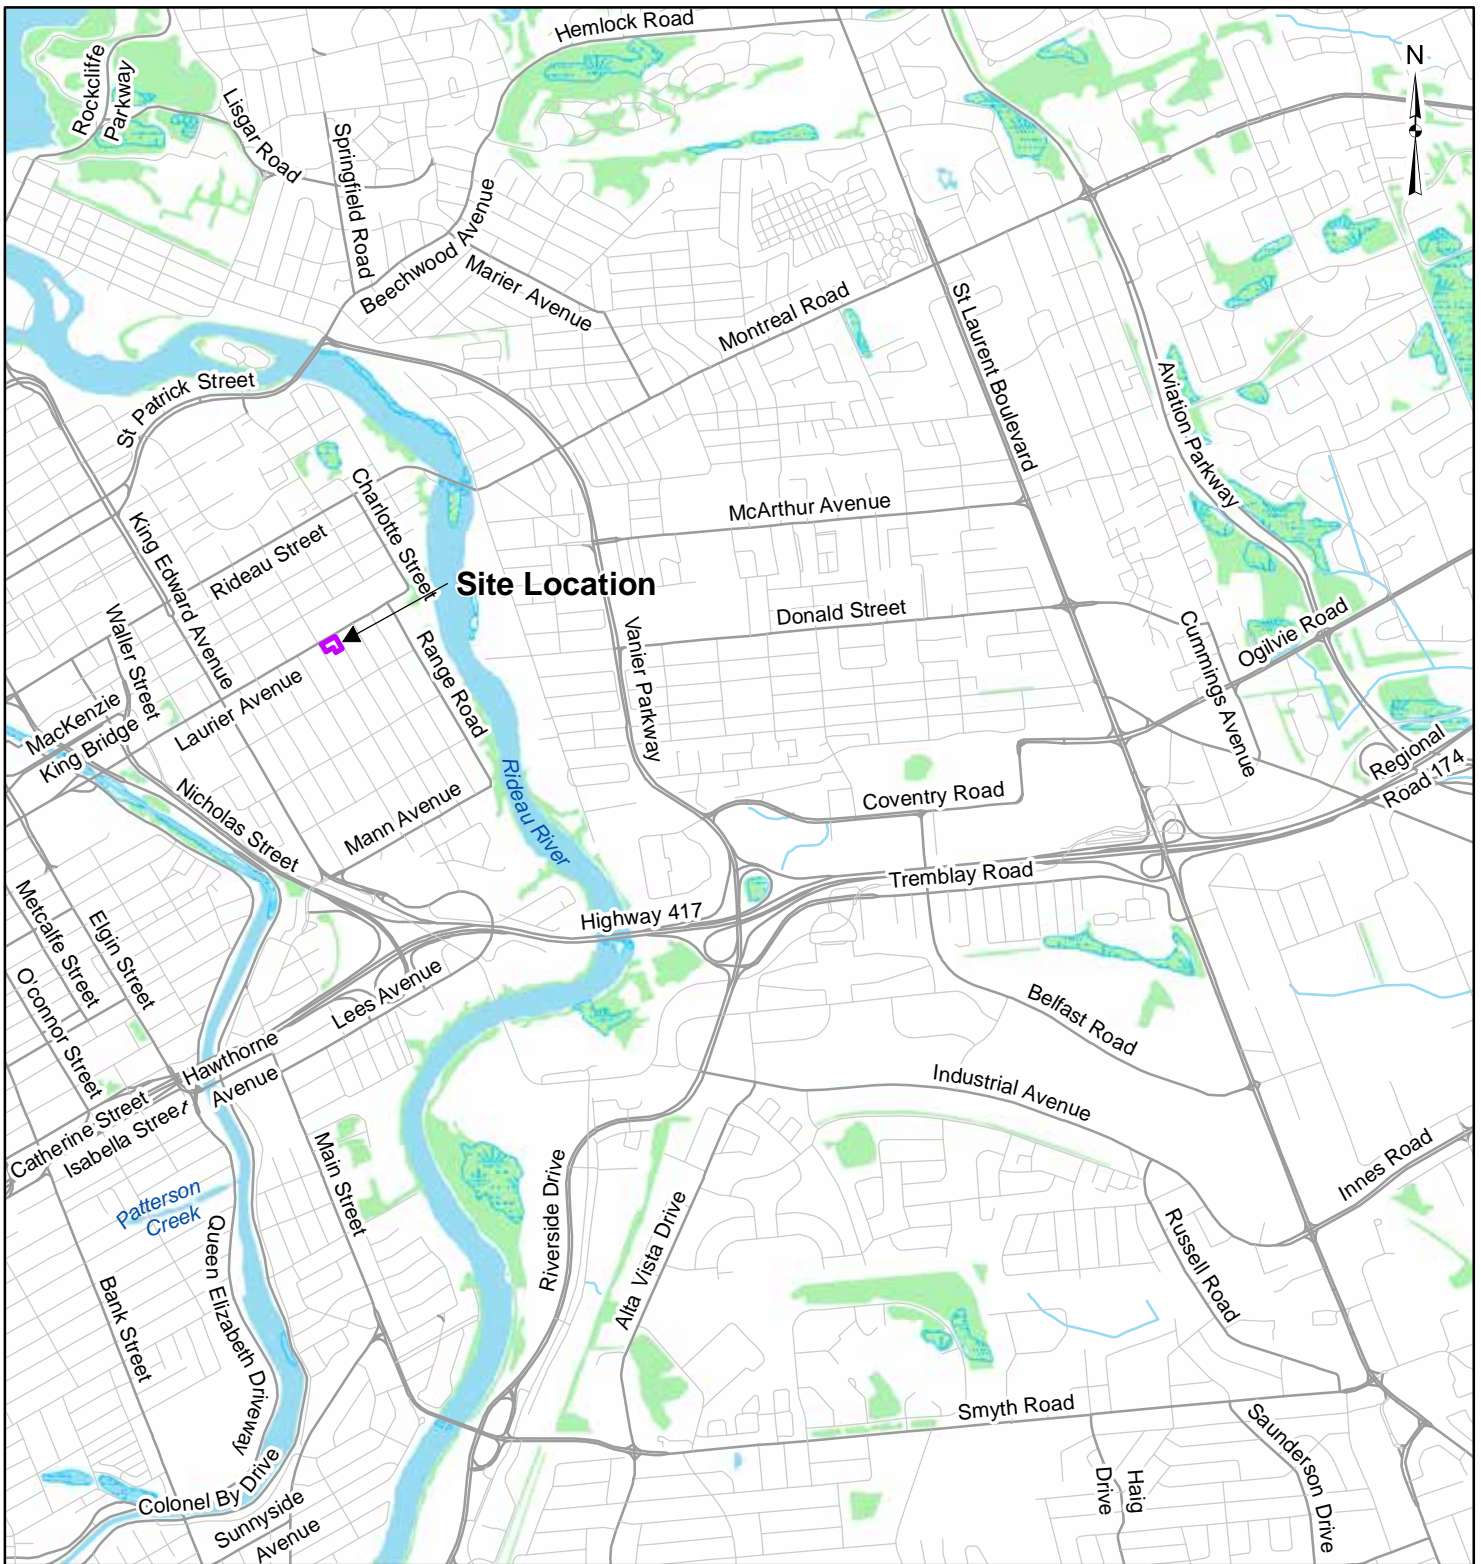 Hemlock Road
N
Rockcliffe
Parkway
Lisgar Road
Springfield Road
Beechwood Avenue
Marier Avenue
Montreal Road
St Laurent Boulevard
Aviation Parkway
St Patrick Street
Charlotte Street
McArthur Avenue
King Edward Avenue
Rideau Street
Site Location
Donald Street
Waller Street
Vanier Parkway
Cummings Avenue
Ogilvie Road
Range Road
Laurier Avenue
MacKenzie
King Bridge
Regional
Road 174
Nicholas Street
Mann Avenue
Rideau River
Coventry Road
Tremblay Road
Highway 417
Metcalfe Street
Elgin Street
O'connor Street
Lees Avenue
Belfast Road
Hawthorne
Avenue
Industrial Avenue
Catherine Street
Isabella Street
Main Street
Innes Road
Patterson
Creek
Queen Elizabeth Driveway
Riverside Drive
Alta Vista Drive
Russell Road
Bank Street
Smyth Road
Saunderson Drive
Haig
Drive
Colonel By Drive
Sunnyside
Avenue